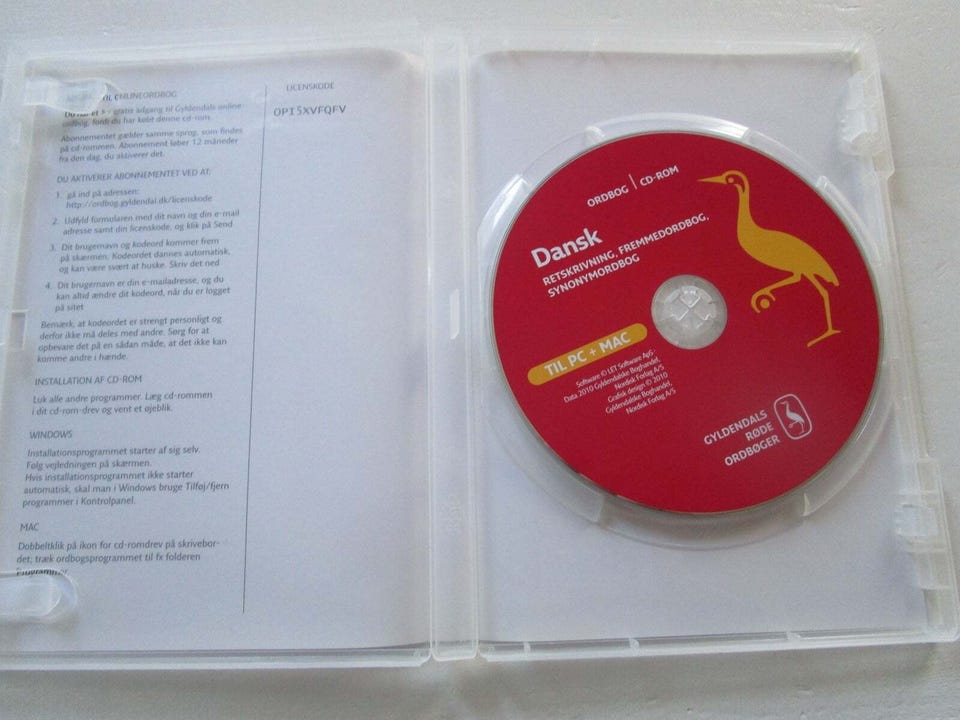 TIL ONLINEORDBOG
gratis adgang til Gyldendals online-
ordbog, fordi du har købt denne cd-rom.
Abonnementet gælder samme sprog, som findes
på cd-rommen. Abonnement løber 12 måneder
fra den dag, du aktiverer det.
DU AKTIVERER ABONNEMENTET VED AT:
1. gå ind på adressen:
http://ordbog.gyldendal.dk/licenskode
2. Udfyld formularen med dit navn og din e-mail
adresse samt din licenskode, og klik på Send
3. Dit brugernavn og kodeord kommer frem
på skærmen. Kodeordet dannes automatisk,
og kan være svært at huske. Skriv det ned
4. Dit brugernavn er din e-mailadresse, og du
kan altid ændre dit kodeord, når du er logget
på sitet
Bemærk, at kodeordet er strengt personligt og
derfor ikke må deles med andre. Sørg for at
opbevare det på en sådan måde, at det ikke kan
komme andre i hænde.
INSTALLATION AF CD-ROM
Luk alle andre programmer. Læg cd-rommen
i dit cd-rom-drev og vent et øjeblik.
WINDOWS
Installationsprogrammet starter af sig selv.
Følg vejledningen på skærmen.
Hvis installationsprogrammet ikke starter
automatisk, skal man i Windows bruge Tilføj/fjern
programmer i Kontrolpanel.
MAC
Dobbeltklik på ikon for cd-romdrev på skrivebor-
det; træk ordbogsprogrammet til fx folderen
Programmer.
LICENSKODE
OPI5XVFQFV
ORDBOG | CD-ROM
Dansk
RETSKRIVNING, FREMMEDORDBOG,
SYNONYMORDBOG
TIL PC + MAC
Software © LET Software ApS
Data 2010 Gyldendalske Boghandel,
Nordisk Forlag A/S
Grafisk design © 2010
Gyldendalske Boghandel,
Nordisk Forlag A/S
GYLDENDALS
RØDE
ORDBØGER